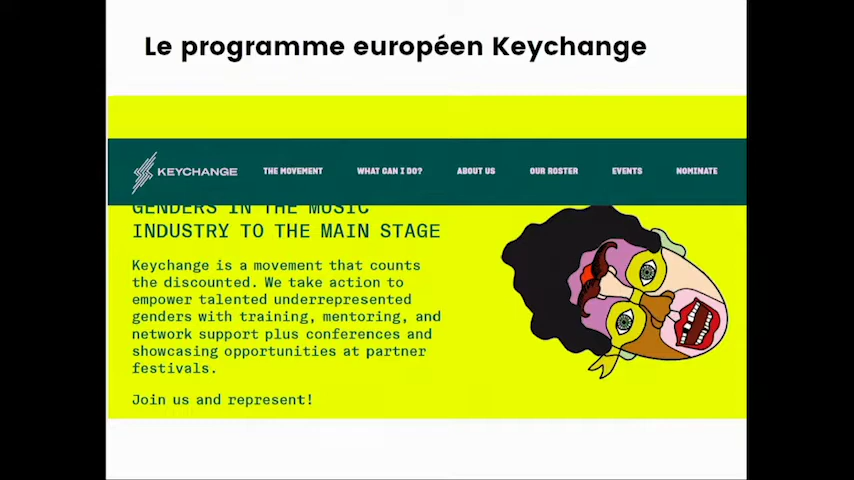 Le programme européen Keychange
KEYCHANGE THE MOVEMENT WHAT CAN I DO? ABOUT US OUR ROSTER EVENTS NOMINATE
GENDERS IN THE MUSIC
INDUSTRY TO THE MAIN STAGE
Keychange is a movement that counts
the discounted. We take action to
empower talented underrepresented
genders with training, mentoring, and
network support plus conferences and
showcasing opportunities at partner
festivals.
Join us and represent!